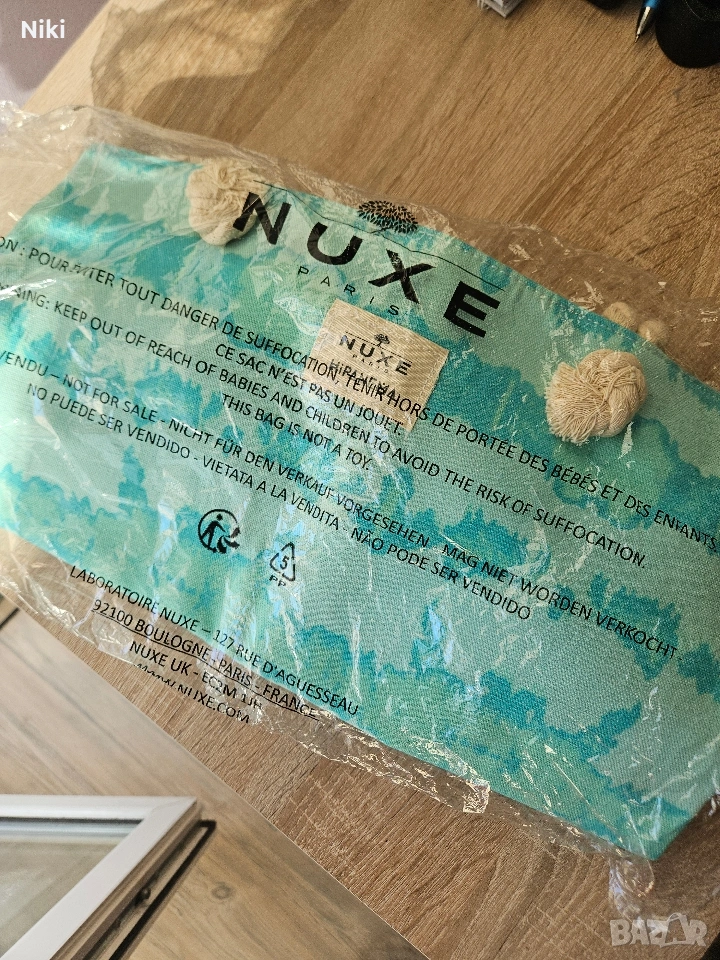 Niki
NUXE
PARIS
ON : POUR ÉVITER TOUT DANGER DE SUFFOCATION, TENIR HORS DE PORTÉE DES BÉBÉS ET DES ENFANTS
CE SAC N'EST PAS UN JOUET.
NING: KEEP OUT OF REACH OF BABIES AND CHILDREN TO AVOID THE RISK OF SUFFOCATION.
THIS BAG IS NOT A TOY.
VENDU – NOT FOR SALE - NICHT FÜR DEN VERKAUF VORGESEHEN - MAG NIET WORDEN VERKOCHT -
NO PUEDE SER VENDIDO - VIETATA A LA VENDITA - NÃO PODE SER VENDIDO
NUXE
5
PP
LABORATOIRE NUXE – 127 RUE D'AGUESSEAU
92100 BOULOGNE - PARIS - FRANCE
NUXE UK - EC2M 1JH
WWW.NUXE.COM
BAZAR